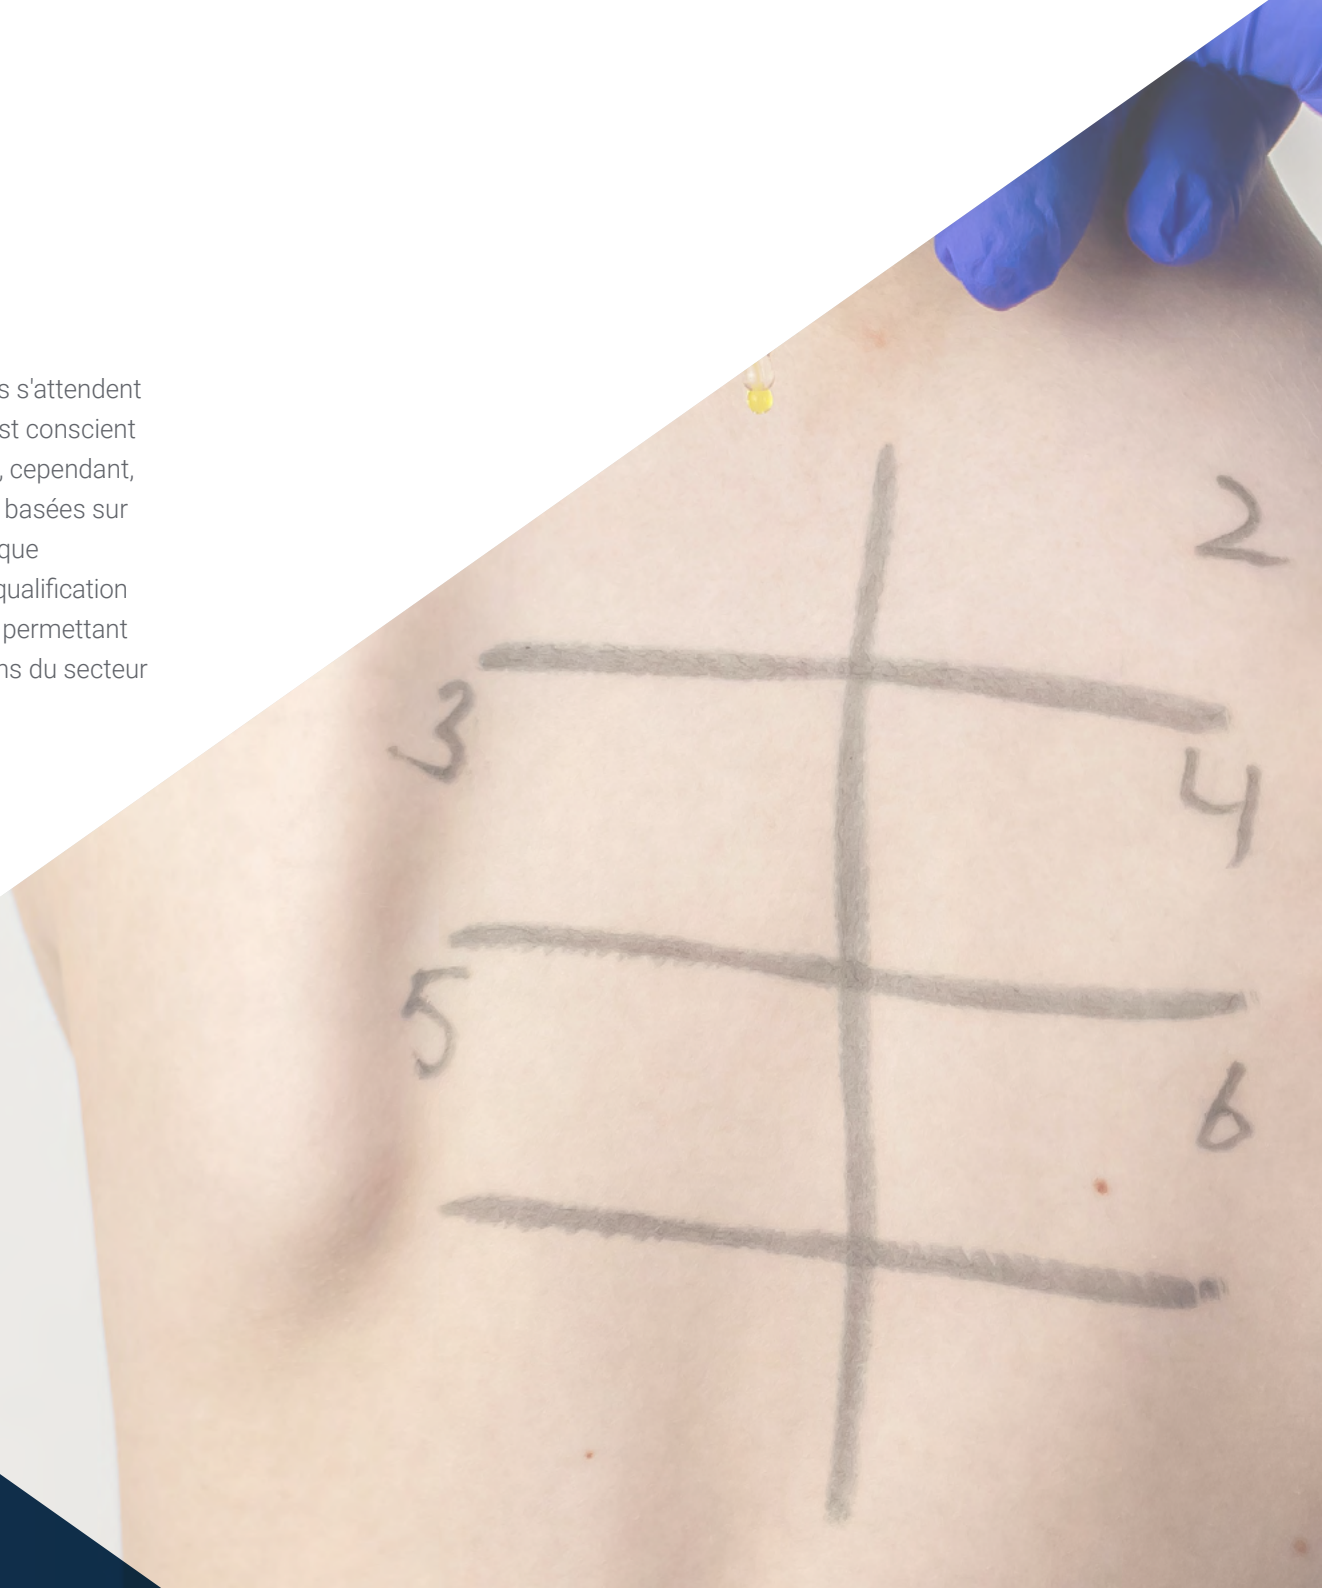 s s'attendent
st conscient
, cependant,
basées sur
que
qualification
permettant
ns du secteur
2
3
4
5
6